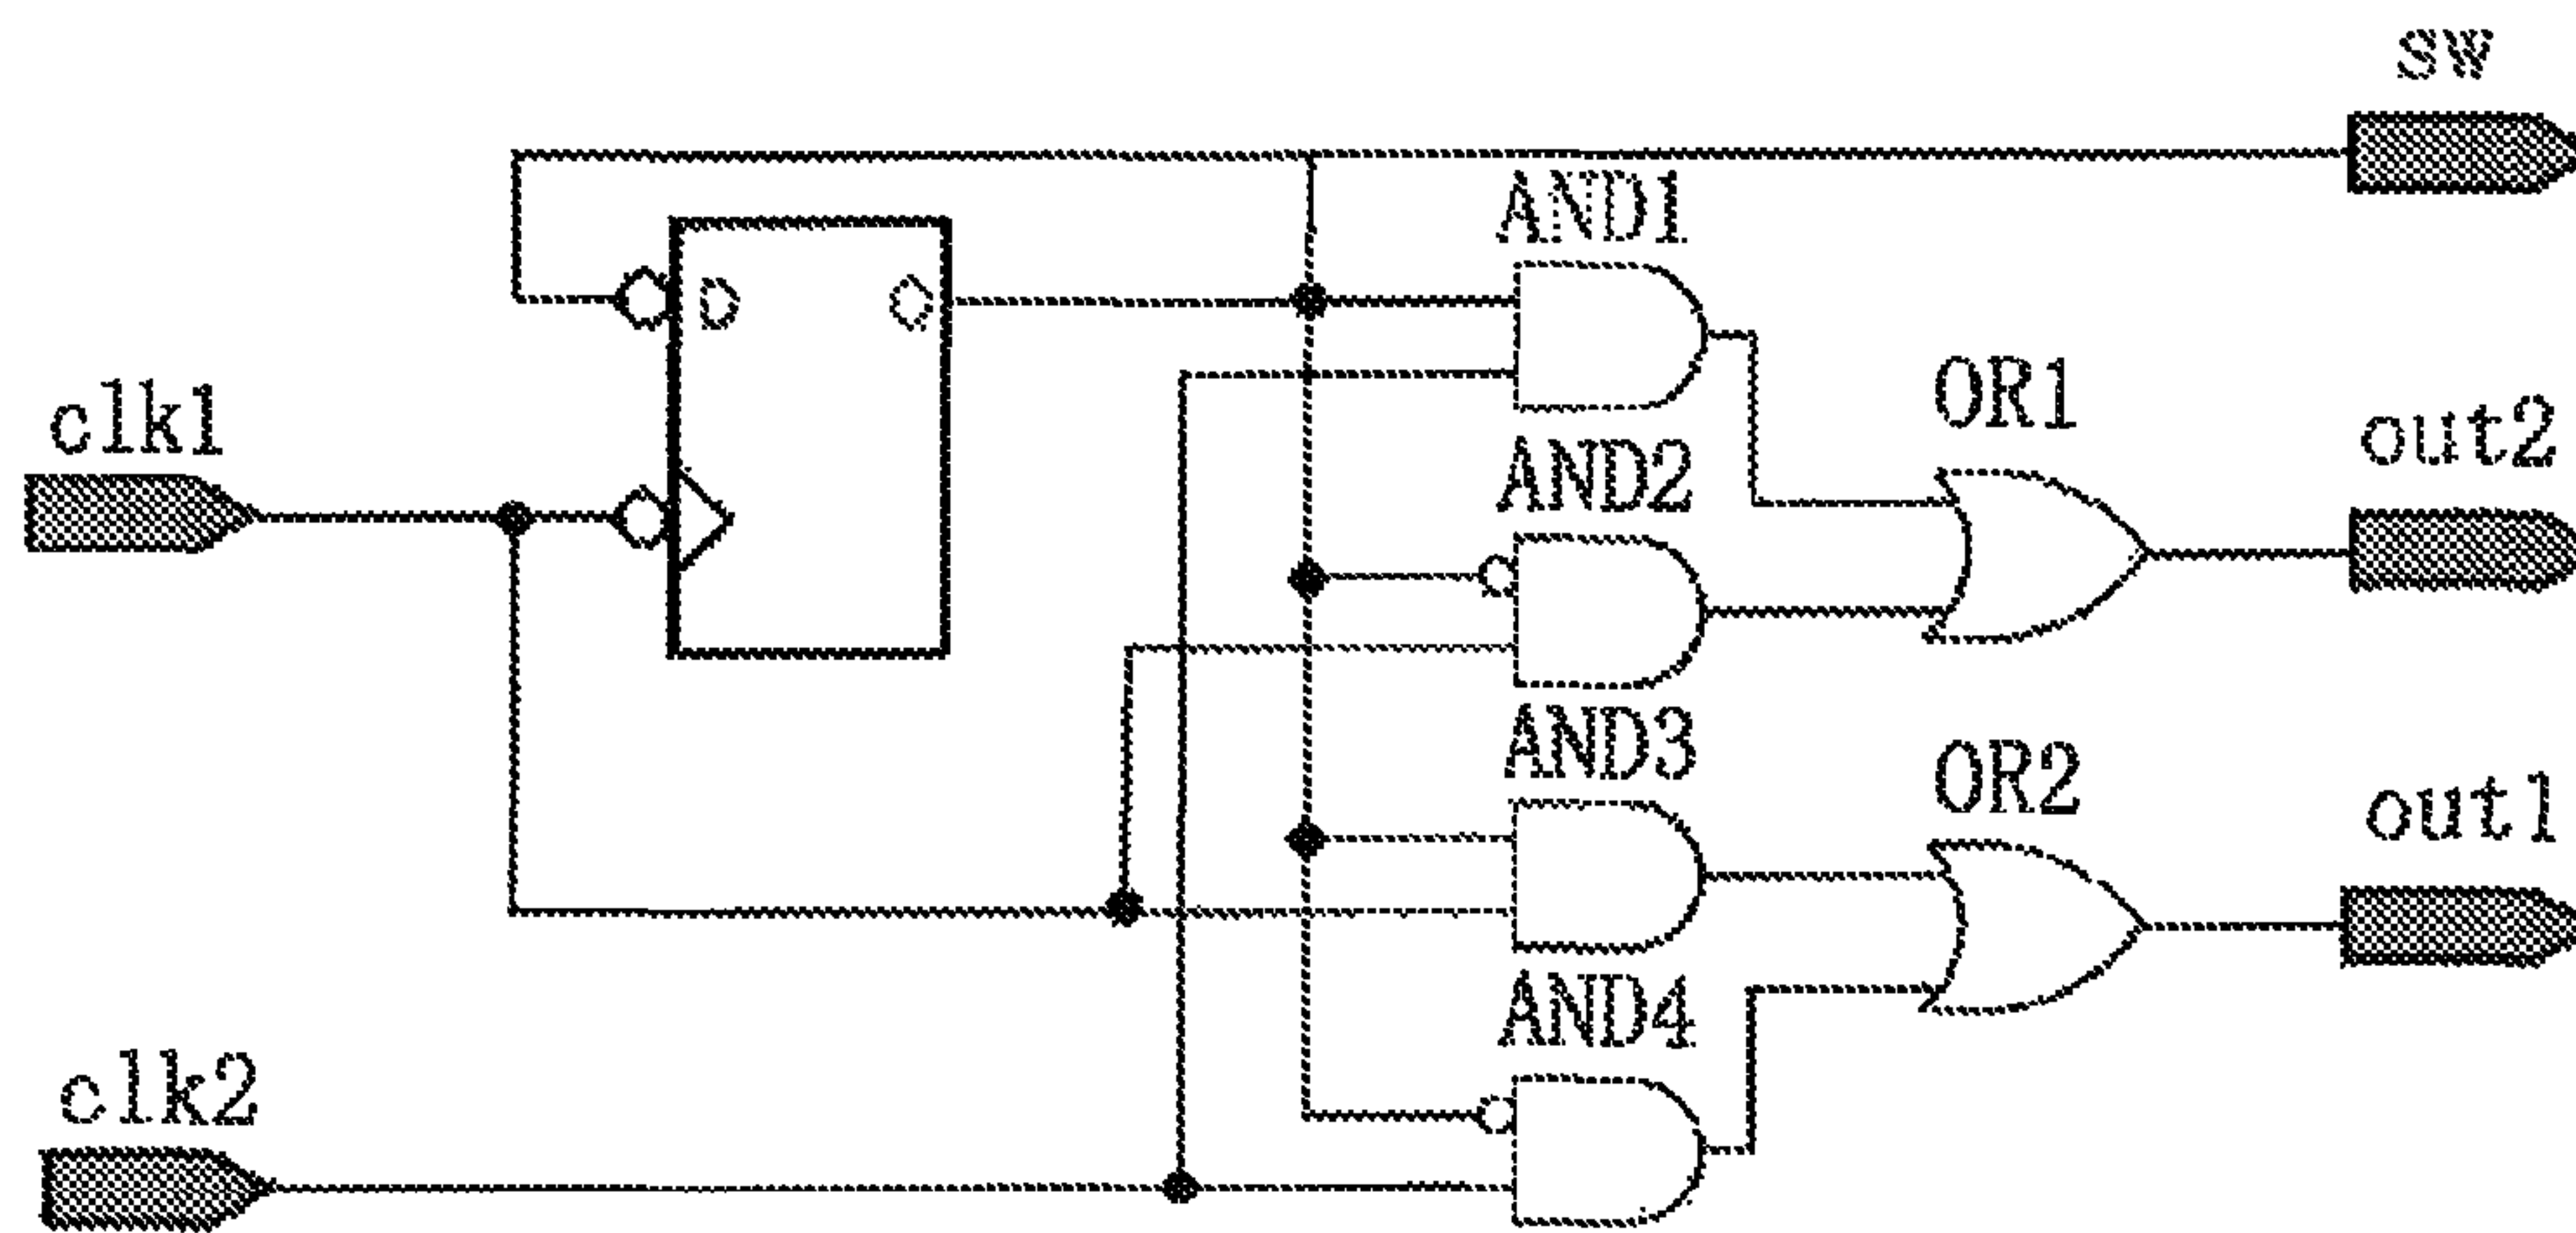 sw
AND1
D
Q
OR1
clk1
out2
AND2
AND3
OR2
out1
AND4
clk2